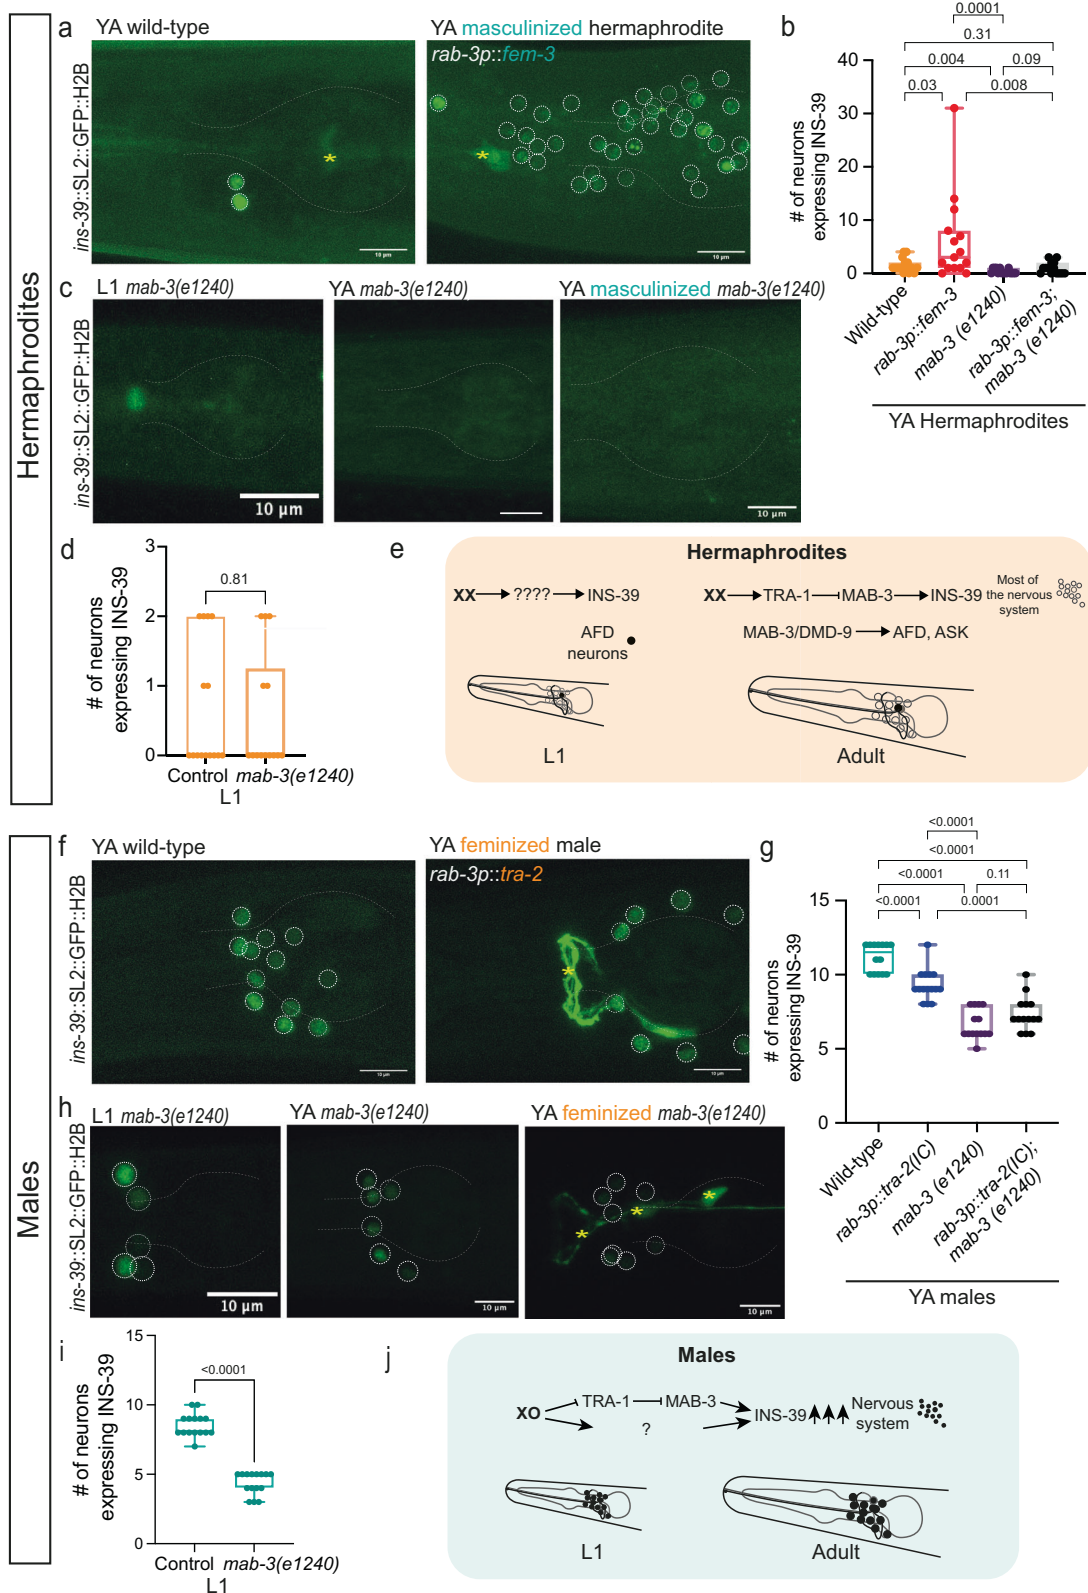 Hermaphrodites
a
YA wild-type
YA masculinized hermaphrodite
ins-39::SL2::GFP::H2B
*
10 µm
rab-3p::fem-3
*
10 µm
b
0.0001
0.31
0.004
0.09
0.03
0.008
# of neurons
expressing INS-39
40
30
20
10
0
Wild-type
rab-3p::fem-3
mab-3 (e1240)
rab-3p::fem-3;
mab-3 (e1240)
YA Hermaphrodites
c
L1 mab-3(e1240)
YA mab-3(e1240)
YA masculinized mab-3(e1240)
ins-39::SL2::GFP::H2B
10 µm
10 µm
d
# of neurons
expressing INS-39
3
2
1
0
0.81
Control
mab-3(e1240)
L1
e
Hermaphrodites
XX
????
INS-39
AFD
neurons
L1
XX
TRA-1
MAB-3
INS-39
Most of
the nervous
system
MAB-3/DMD-9
AFD, ASK
Adult
Males
f
YA wild-type
YA feminized male
ins-39::SL2::GFP::H2B
10 µm
rab-3p::tra-2
*
10 µm
g
<0.0001
<0.0001
<0.0001
0.11
<0.0001
0.0001
# of neurons
expressing INS-39
15
10
5
0
Wild-type
rab-3p::tra-2(IC)
mab-3 (e1240)
rab-3p::tra-2(IC);
mab-3 (e1240)
YA males
h
L1 mab-3(e1240)
YA mab-3(e1240)
YA feminized mab-3(e1240)
ins-39::SL2::GFP::H2B
10 µm
10 µm
* * *
10 µm
i
# of neurons
expressing INS-39
15
10
5
0
<0.0001
Control
mab-3(e1240)
L1
j
Males
XO
TRA-1
MAB-3
?
INS-39
Nervous
system
L1
Adult